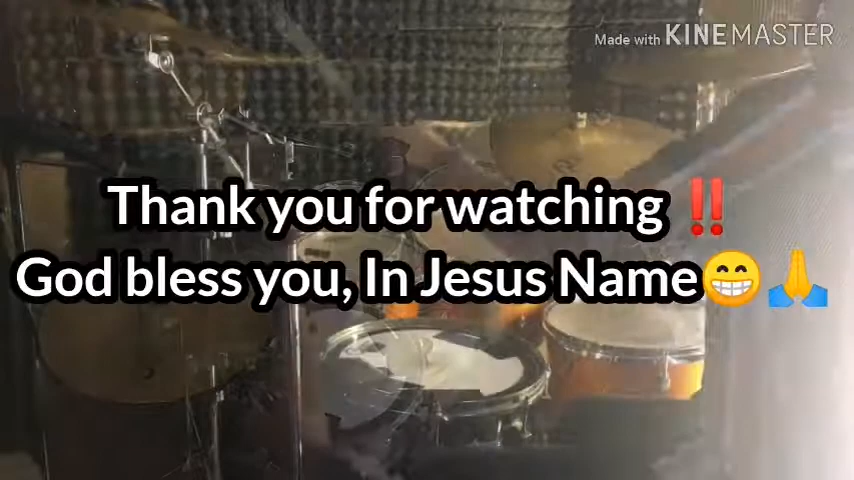 Made with KINEMASTER
Thank you for watching ‼️
God bless you, In Jesus Name😁🙏